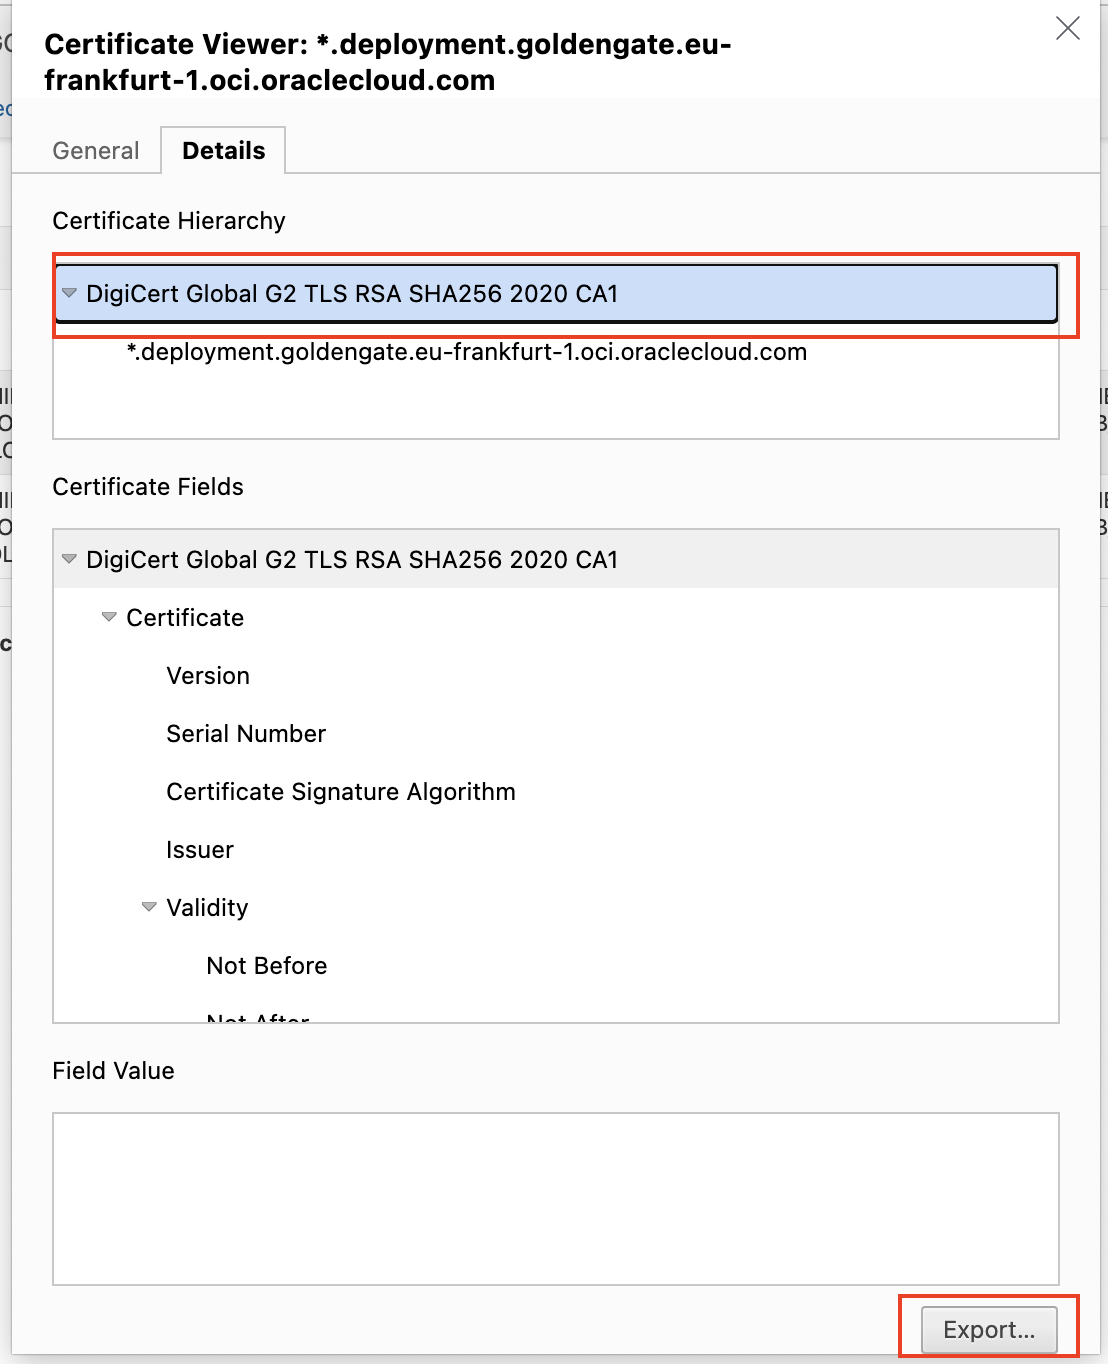 Certificate Viewer: *.deployment.goldengate.eu-
frankfurt-1.oci.oraclecloud.com
General
Details
Certificate Hierarchy
DigiCert Global G2 TLS RSA SHA256 2020 CA1
*.deployment.goldengate.eu-frankfurt-1.oci.oraclecloud.com
Certificate Fields
DigiCert Global G2 TLS RSA SHA256 2020 CA1
Certificate
Version
Serial Number
Certificate Signature Algorithm
Issuer
Validity
Not Before
Not After
Field Value
Export...